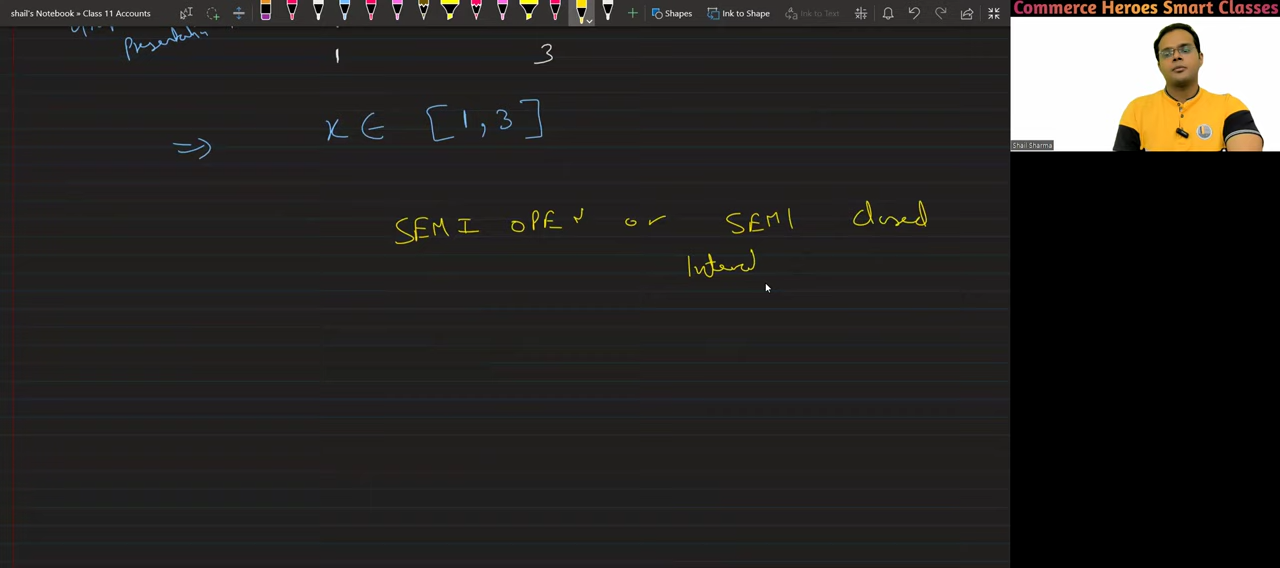 shail's Notebook » Class 11 Accounts
Shapes
Ink to Shape
Ink to Text
Commerce Heroes Smart Classes
1 3
⇒ x ∈ [1, 3]
SEMI OPEN or SEMI closed
Interval
Shail Sharma